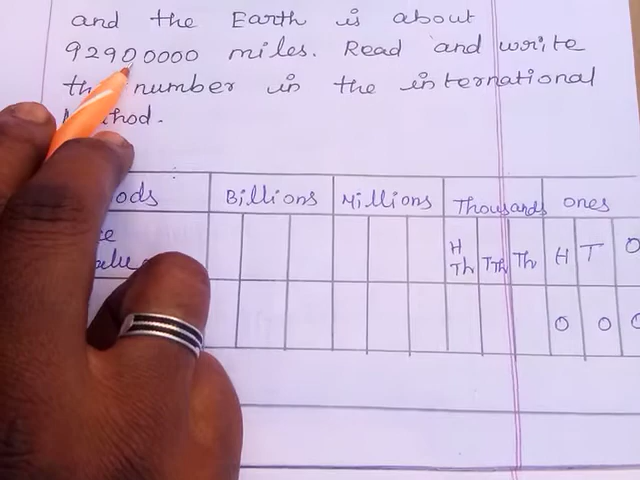 and the Earth is about
92900000 miles. Read and write
number in the international
Billions Millions Thousands Ones
H Th TTh Th H T O
0 0 0